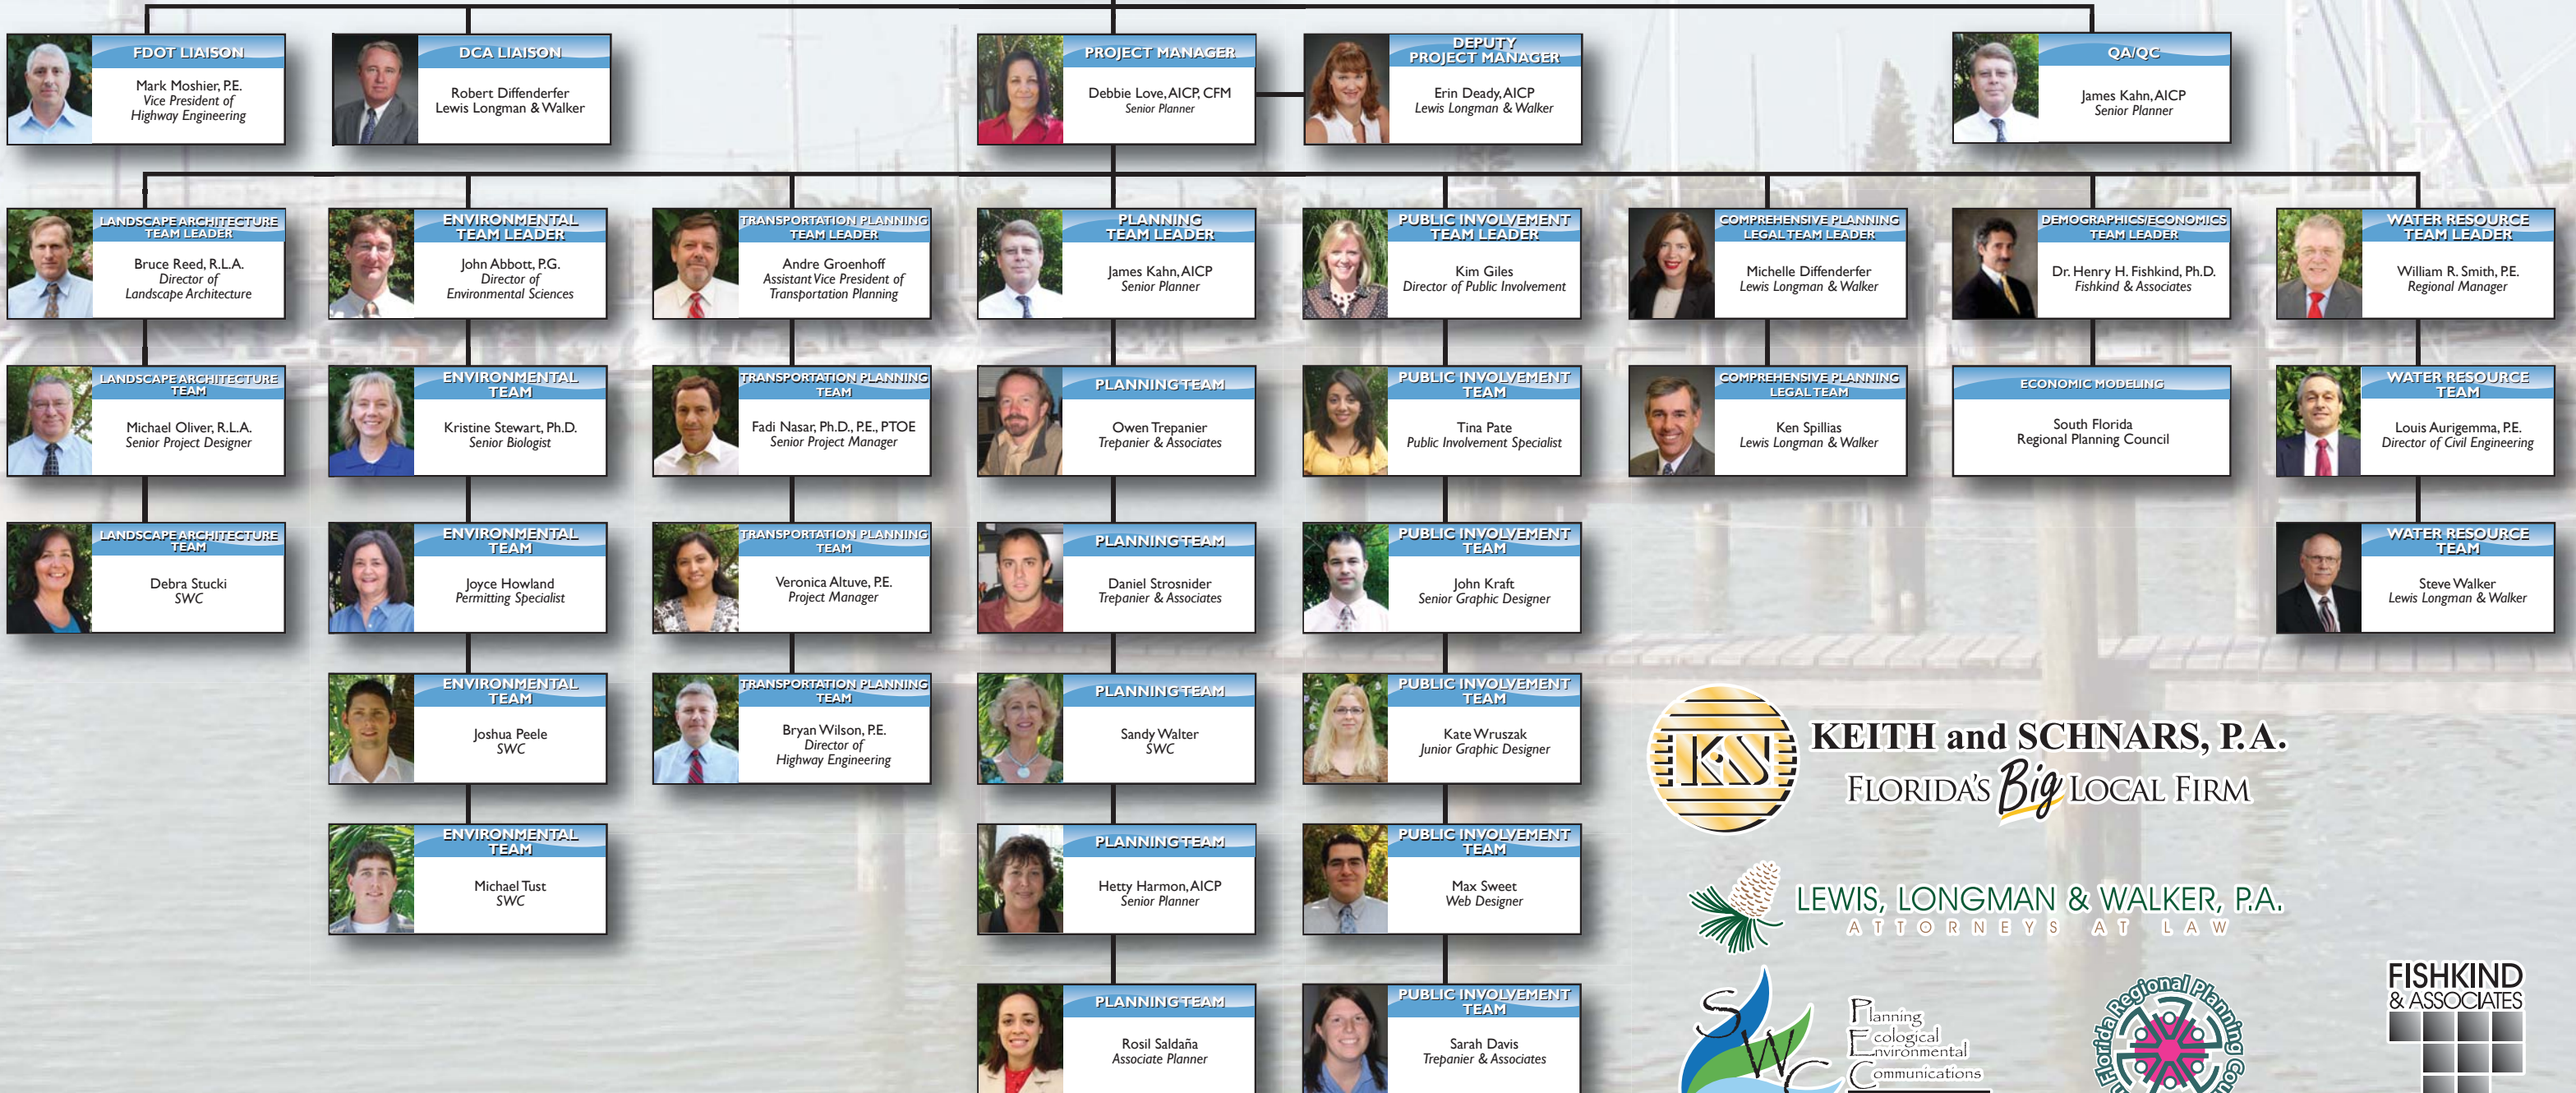 FDOT LIAISON
Mark Moshier, P.E.
Vice President of
Highway Engineering
DCA LIAISON
Robert Diffenderfer
Lewis Longman & Walker
PROJECT MANAGER
Debbie Love, AICP, CFM
Senior Planner
DEPUTY
PROJECT MANAGER
Erin Deady, AICP
Lewis Longman & Walker
QA/QC
James Kahn, AICP
Senior Planner
LANDSCAPE ARCHITECTURE
TEAM LEADER
Bruce Reed, R.L.A.
Director of
Landscape Architecture
ENVIRONMENTAL
TEAM LEADER
John Abbott, P.G.
Director of
Environmental Sciences
TRANSPORTATION PLANNING
TEAM LEADER
Andre Groenhoff
Assistant Vice President of
Transportation Planning
PLANNING
TEAM LEADER
James Kahn, AICP
Senior Planner
PUBLIC INVOLVEMENT
TEAM LEADER
Kim Giles
Director of Public Involvement
COMPREHENSIVE PLANNING
LEGAL TEAM LEADER
Michelle Diffenderfer
Lewis Longman & Walker
DEMOGRAPHICS/ECONOMICS
TEAM LEADER
Dr. Henry H. Fishkind, Ph.D.
Fishkind & Associates
WATER RESOURCE
TEAM LEADER
William R. Smith, P.E.
Regional Manager
LANDSCAPE ARCHITECTURE
TEAM
Michael Oliver, R.L.A.
Senior Project Designer
ENVIRONMENTAL
TEAM
Kristine Stewart, Ph.D.
Senior Biologist
TRANSPORTATION PLANNING
TEAM
Fadi Nasar, Ph.D., P.E., PTOE
Senior Project Manager
PLANNING TEAM
Owen Trepanier
Trepanier & Associates
PUBLIC INVOLVEMENT
TEAM
Tina Pate
Public Involvement Specialist
COMPREHENSIVE PLANNING
LEGAL TEAM
Ken Spillias
Lewis Longman & Walker
ECONOMIC MODELING
South Florida
Regional Planning Council
WATER RESOURCE
TEAM
Louis Aurigemma, P.E.
Director of Civil Engineering
LANDSCAPE ARCHITECTURE
TEAM
Debra Stucki
SWC
ENVIRONMENTAL
TEAM
Joyce Howland
Permitting Specialist
TRANSPORTATION PLANNING
TEAM
Veronica Altuve, P.E.
Project Manager
PLANNING TEAM
Daniel Strosnider
Trepanier & Associates
PUBLIC INVOLVEMENT
TEAM
John Kraft
Senior Graphic Designer
WATER RESOURCE
TEAM
Steve Walker
Lewis Longman & Walker
ENVIRONMENTAL
TEAM
Joshua Peele
SWC
TRANSPORTATION PLANNING
TEAM
Bryan Wilson, P.E.
Director of
Highway Engineering
PLANNING TEAM
Sandy Walter
SWC
PUBLIC INVOLVEMENT
TEAM
Kate Wruszak
Junior Graphic Designer
KS
KEITH and SCHNARS, P.A.
FLORIDA'S Big LOCAL FIRM
ENVIRONMENTAL
TEAM
Michael Tust
SWC
PLANNING TEAM
Hetty Harmon, AICP
Senior Planner
PUBLIC INVOLVEMENT
TEAM
Max Sweet
Web Designer
LEWIS, LONGMAN & WALKER, P.A.
ATTORNEYS AT LAW
PLANNING TEAM
Rosil Saldaña
Associate Planner
PUBLIC INVOLVEMENT
TEAM
Sarah Davis
Trepanier & Associates
SWC
Planning
Ecological
Environmental
Communications
Florida Regional Planning Cou
FISHKIND
& ASSOCIATES